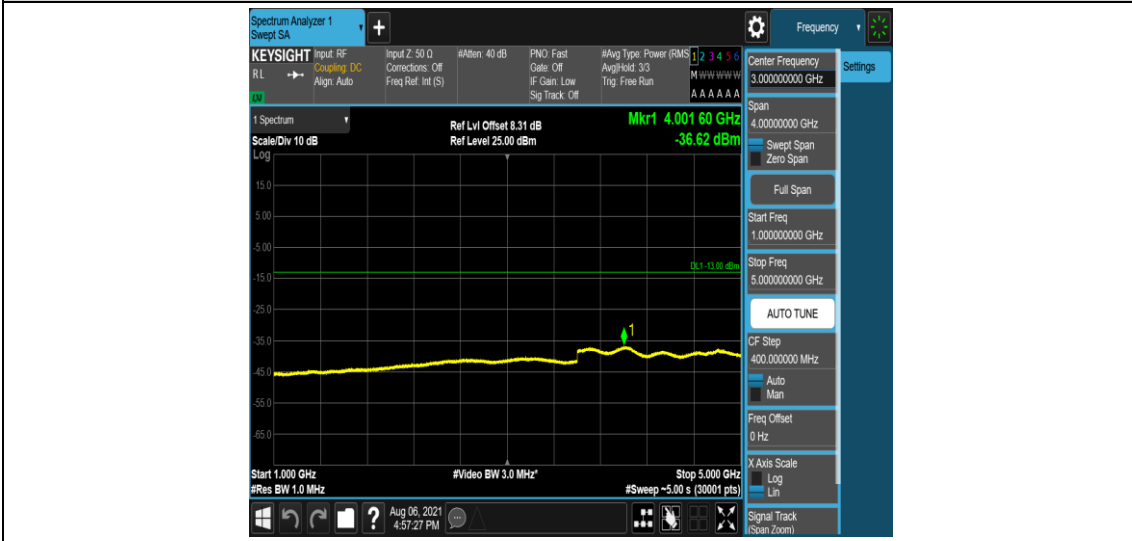 Spectrum Analyzer 1
Swept SA
+
Frequency
KEYSIGHT
RL
LW
Input: RF
Coupling: DC
Align: Auto
Input Z: 50 Ω
Corrections: Off
Freq Ref: Int (S)
#Atten: 40 dB
PNO: Fast
Gate: Off
IF Gain: Low
Sig Track: Off
#Avg Type: Power (RMS
Avg|Hold: 3/3
Trig: Free Run
1 2 3 4 5 6
M W W W W W
A A A A A A
1 Spectrum
Scale/Div 10 dB
Log
Ref Lvl Offset 8.31 dB
Ref Level 25.00 dBm
Mkr1 4.001 60 GHz
-36.62 dBm
15.0
5.00
-5.00
-15.0
-25.0
-35.0
-45.0
-55.0
-65.0
DL1 -13.00 dBm
1
Start 1.000 GHz
#Res BW 1.0 MHz
#Video BW 3.0 MHz*
Stop 5.000 GHz
#Sweep ~5.00 s (30001 pts)
?
Aug 06, 2021
4:57:27 PM
Center Frequency
3.000000000 GHz
Span
4.00000000 GHz
Swept Span
Zero Span
Full Span
Start Freq
1.000000000 GHz
Stop Freq
5.000000000 GHz
AUTO TUNE
CF Step
400.000000 MHz
Auto
Man
Freq Offset
0 Hz
X Axis Scale
Log
Lin
Signal Track
(Span Zoom)
Settings